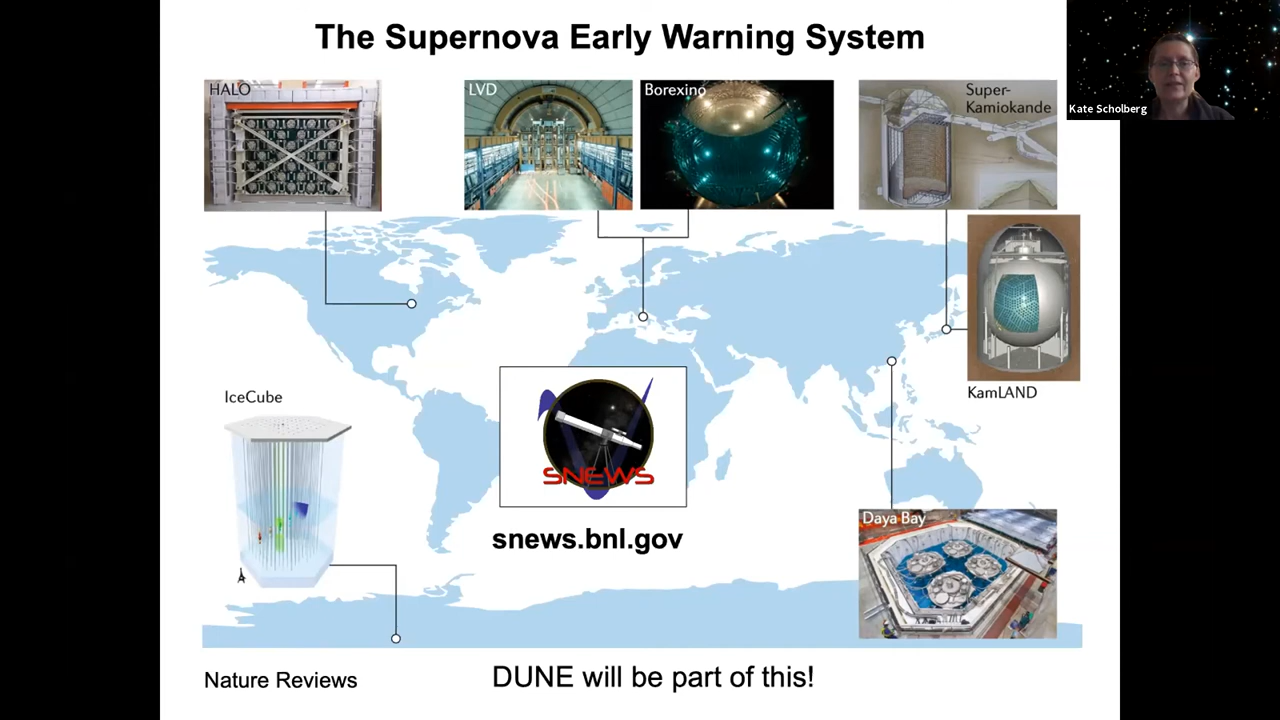 The Supernova Early Warning System
Kate Scholberg
HALO
LVD
Borexino
Super-
Kamiokande
KamLAND
IceCube
SNEWS
Daya Bay
snews.bnl.gov
Nature Reviews
DUNE will be part of this!